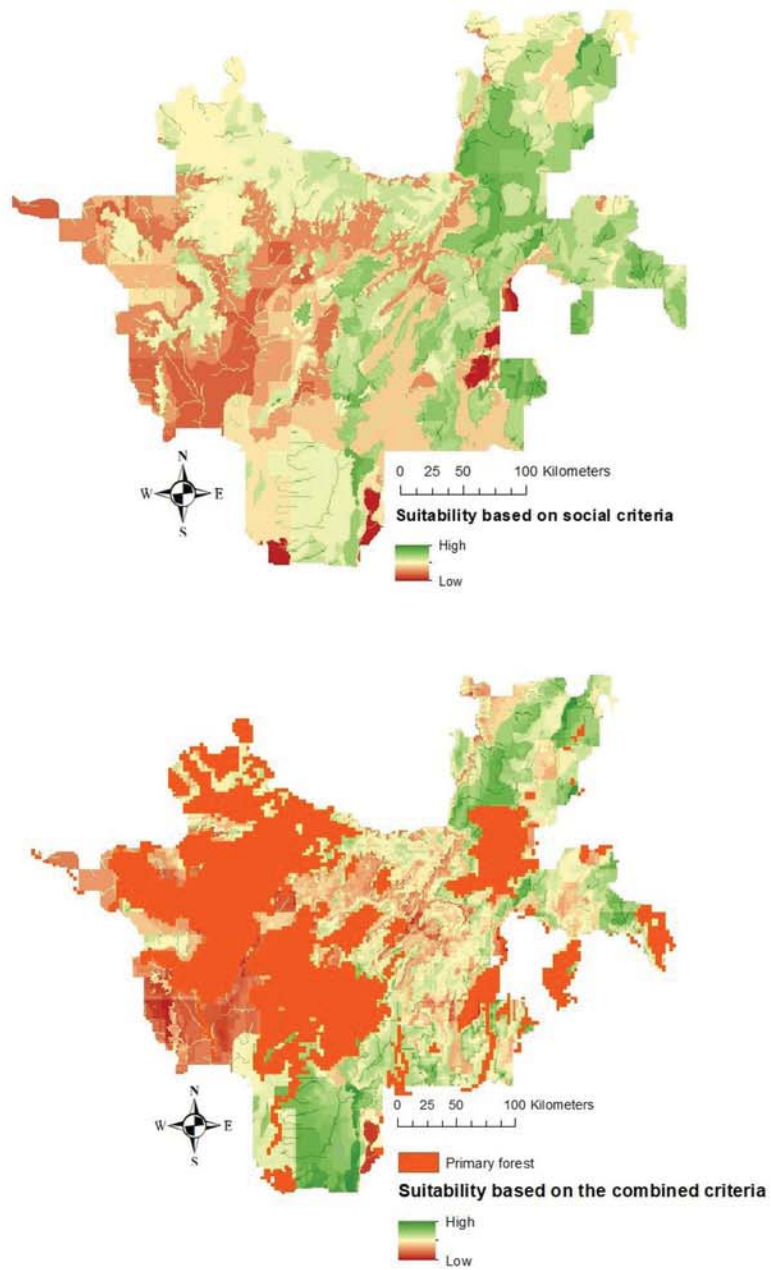 N
W E
S
0 25 50 100 Kilometers
Suitability based on social criteria
High
Low
N
W E
S
0 25 50 100 Kilometers
Primary forest
Suitability based on the combined criteria
High
Low